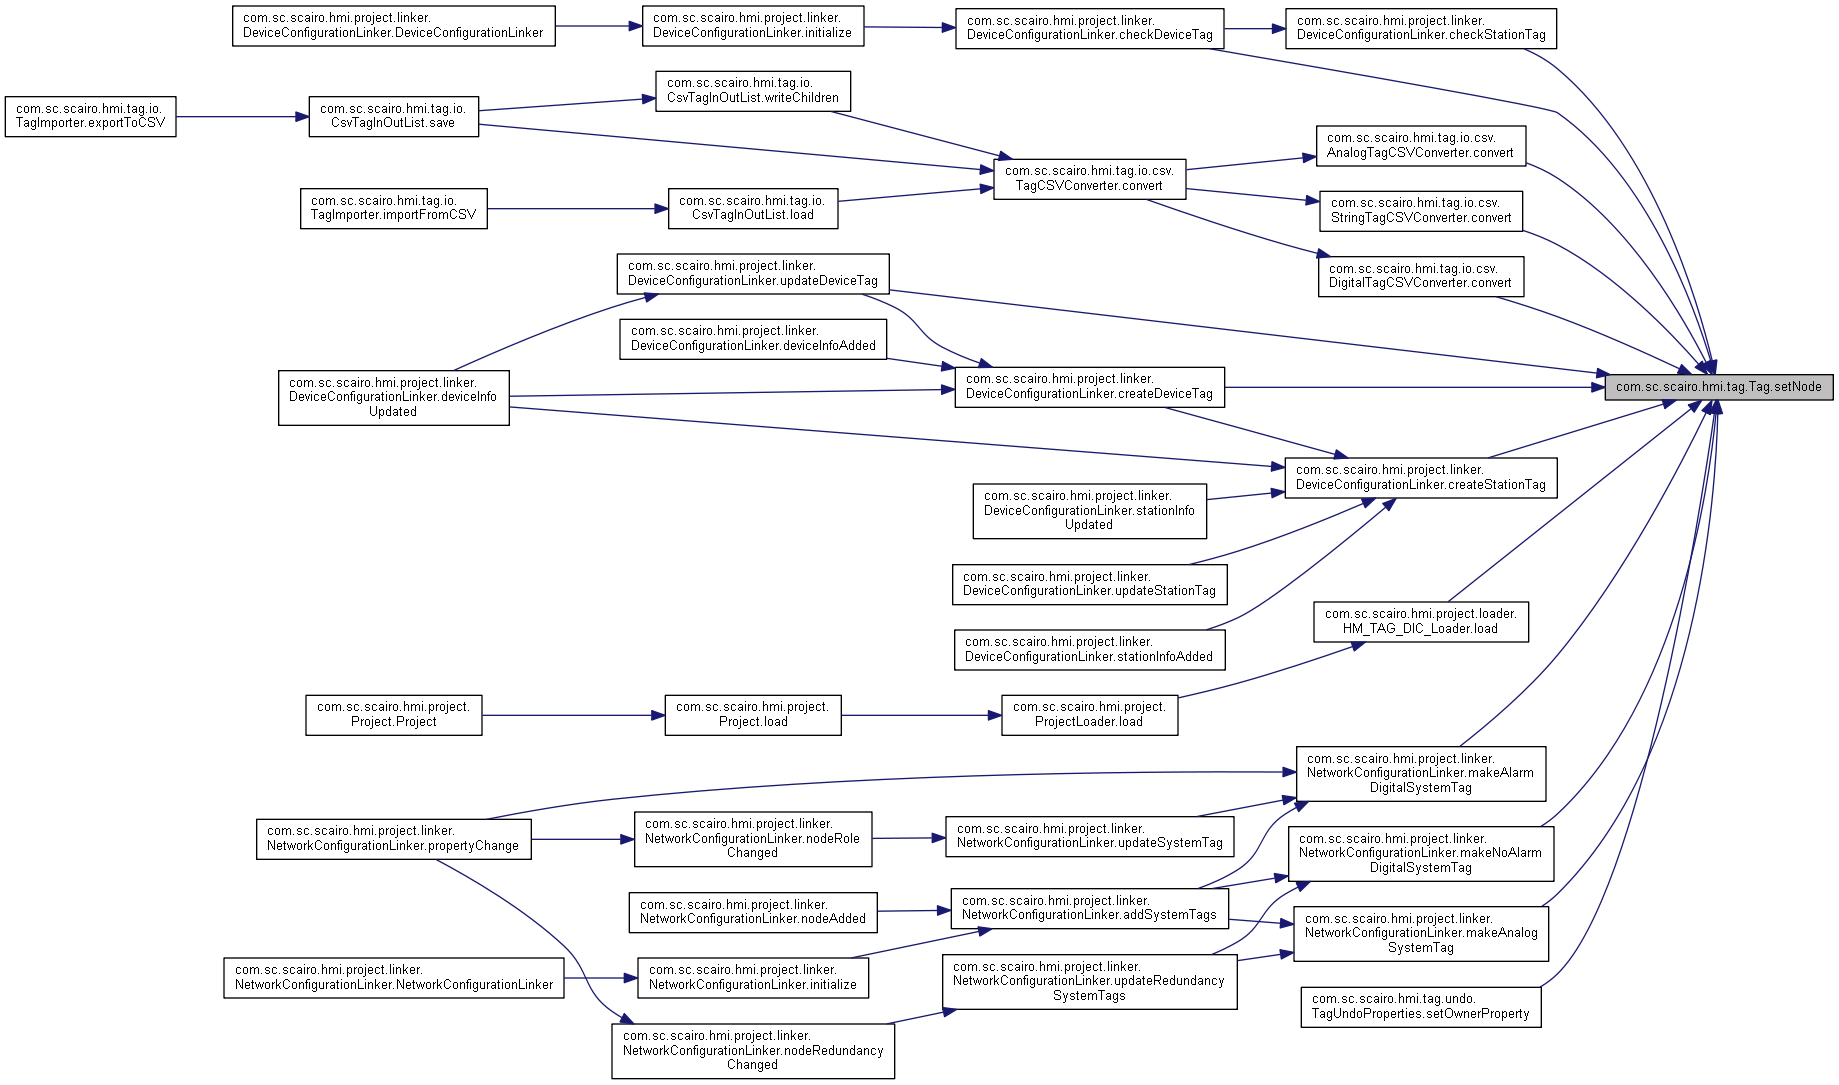 com.sc.scairo.hmi.project.linker.
DeviceConfigurationLinker.DeviceConfigurationLinker
com.sc.scairo.hmi.project.linker.
DeviceConfigurationLinker.initialize
com.sc.scairo.hmi.project.linker.
DeviceConfigurationLinker.checkDeviceTag
com.sc.scairo.hmi.project.linker.
DeviceConfigurationLinker.checkStationTag
com.sc.scairo.hmi.tag.io.
CsvTagInOutList.writeChildren
com.sc.scairo.hmi.tag.io.
TagImporter.exportToCSV
com.sc.scairo.hmi.tag.io.
CsvTagInOutList.save
com.sc.scairo.hmi.tag.io.csv.
AnalogTagCSVConverter.convert
com.sc.scairo.hmi.tag.io.csv.
TagCSVConverter.convert
com.sc.scairo.hmi.tag.io.
TagImporter.importFromCSV
com.sc.scairo.hmi.tag.io.
CsvTagInOutList.load
com.sc.scairo.hmi.tag.io.csv.
StringTagCSVConverter.convert
com.sc.scairo.hmi.project.linker.
DeviceConfigurationLinker.updateDeviceTag
com.sc.scairo.hmi.tag.io.csv.
DigitalTagCSVConverter.convert
com.sc.scairo.hmi.project.linker.
DeviceConfigurationLinker.deviceInfoAdded
com.sc.scairo.hmi.project.linker.
DeviceConfigurationLinker.deviceInfo
Updated
com.sc.scairo.hmi.project.linker.
DeviceConfigurationLinker.createDeviceTag
com.sc.scairo.hmi.tag.Tag.setNode
com.sc.scairo.hmi.project.linker.
DeviceConfigurationLinker.createStationTag
com.sc.scairo.hmi.project.linker.
DeviceConfigurationLinker.stationInfo
Updated
com.sc.scairo.hmi.project.linker.
DeviceConfigurationLinker.updateStationTag
com.sc.scairo.hmi.project.loader.
HM_TAG_DIC_Loader.load
com.sc.scairo.hmi.project.linker.
DeviceConfigurationLinker.stationInfoAdded
com.sc.scairo.hmi.project.
Project.Project
com.sc.scairo.hmi.project.
Project.load
com.sc.scairo.hmi.project.
ProjectLoader.load
com.sc.scairo.hmi.project.linker.
NetworkConfigurationLinker.makeAlarm
DigitalSystemTag
com.sc.scairo.hmi.project.linker.
NetworkConfigurationLinker.propertyChange
com.sc.scairo.hmi.project.linker.
NetworkConfigurationLinker.nodeRole
Changed
com.sc.scairo.hmi.project.linker.
NetworkConfigurationLinker.updateSystemTag
com.sc.scairo.hmi.project.linker.
NetworkConfigurationLinker.makeNoAlarm
DigitalSystemTag
com.sc.scairo.hmi.project.linker.
NetworkConfigurationLinker.nodeAdded
com.sc.scairo.hmi.project.linker.
NetworkConfigurationLinker.addSystemTags
com.sc.scairo.hmi.project.linker.
NetworkConfigurationLinker.makeAnalog
SystemTag
com.sc.scairo.hmi.project.linker.
NetworkConfigurationLinker.NetworkConfigurationLinker
com.sc.scairo.hmi.project.linker.
NetworkConfigurationLinker.initialize
com.sc.scairo.hmi.project.linker.
NetworkConfigurationLinker.updateRedundancy
SystemTags
com.sc.scairo.hmi.tag.undo.
TagUndoProperties.setOwnerProperty
com.sc.scairo.hmi.project.linker.
NetworkConfigurationLinker.nodeRedundancy
Changed